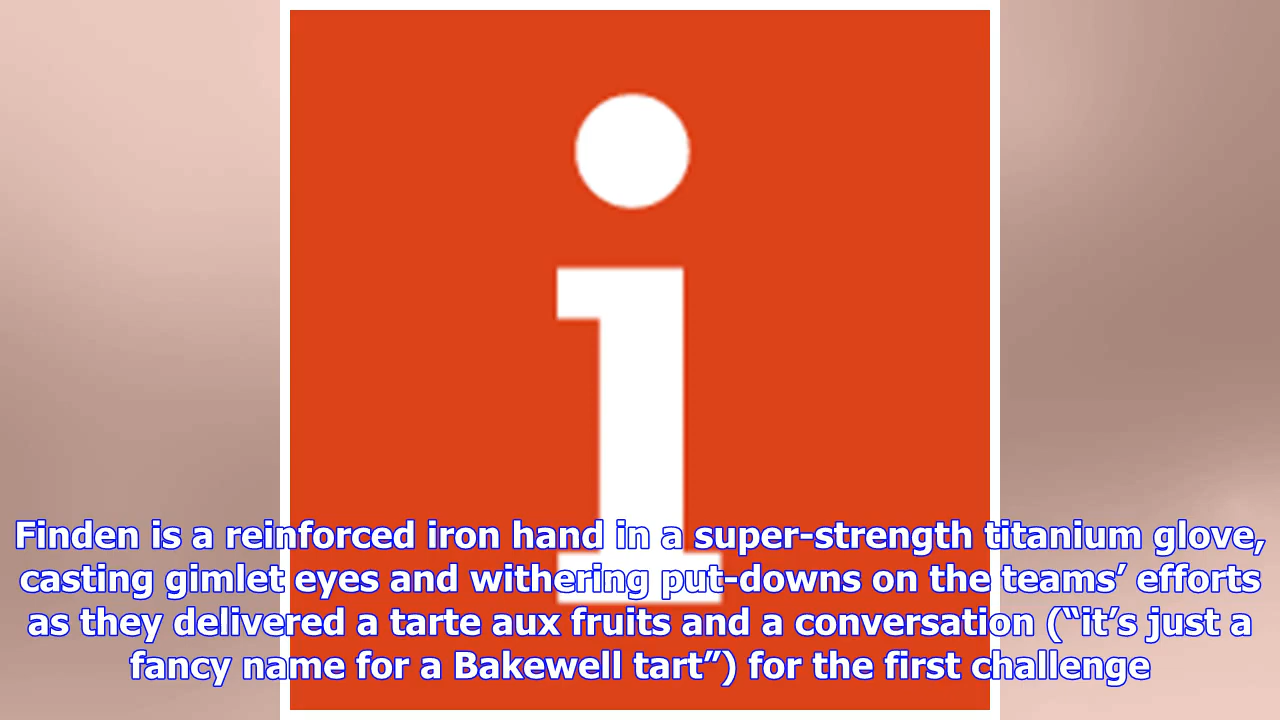 i
Finden is a reinforced iron hand in a super-strength titanium glove,
casting gimlet eyes and withering put-downs on the teams’ efforts
as they delivered a tarte aux fruits and a conversation (“it’s just a
fancy name for a Bakewell tart”) for the first challenge